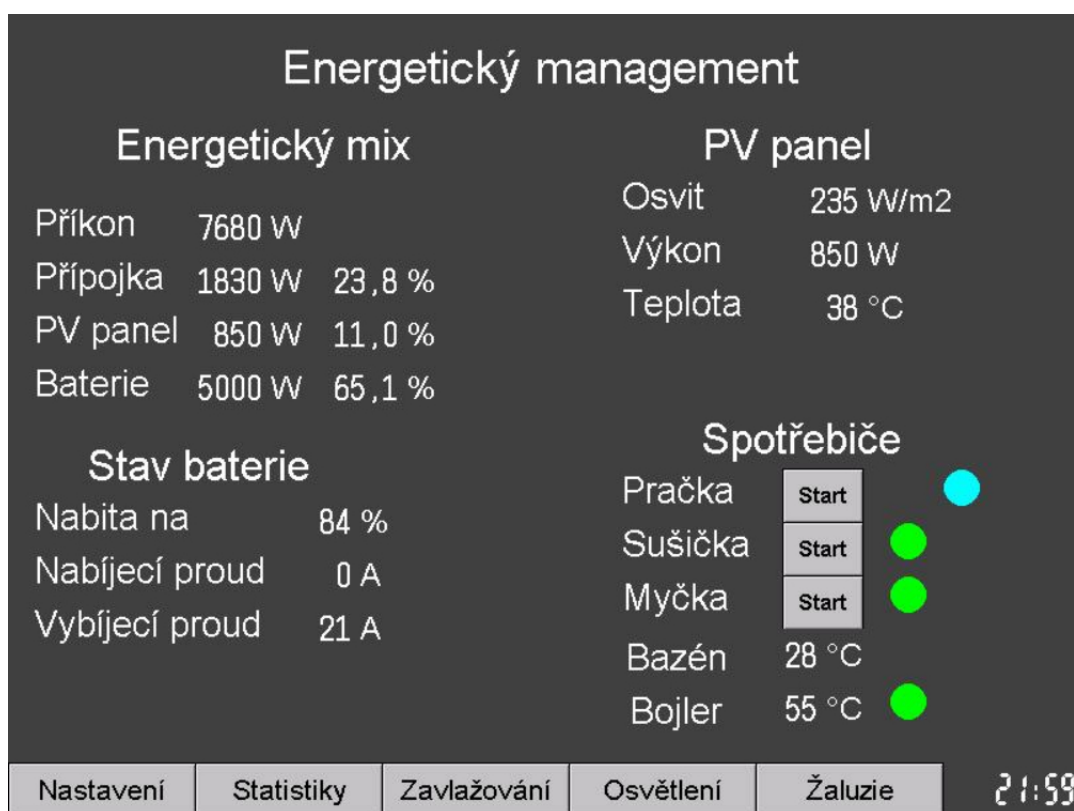 Energetický management
Energetický mix
Příkon 7680 W
Přípojka 1830 W 23,8 %
PV panel 850 W 11,0 %
Baterie 5000 W 65,1 %
Stav baterie
Nabita na 84 %
Nabíjecí proud 0 A
Vybíjecí proud 21 A
PV panel
Osvit 235 W/m2
Výkon 850 W
Teplota 38 °C
Spotřebiče
Pračka Start
Sušička Start
Myčka Start
Bazén 28 °C
Bojler 55 °C
Nastavení Statistiky Zavlažování Osvětlení Žaluzie 21:59